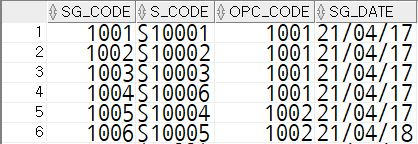 SG_CODE S_CODE OPC_CODE SG_DATE
1 1001 S10001 1001 21/04/17
2 1002 S10002 1001 21/04/17
3 1003 S10003 1001 21/04/17
4 1004 S10006 1001 21/04/17
5 1005 S10004 1002 21/04/17
6 1006 S10005 1002 21/04/18